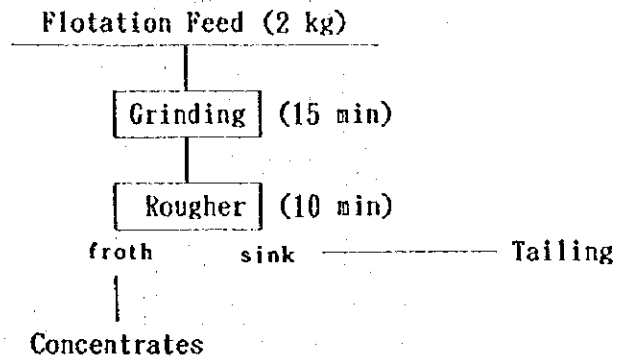 Flotation Feed (2 kg)
Grinding (15 min)
Rougher (10 min)
froth sink Tailing
Concentrates